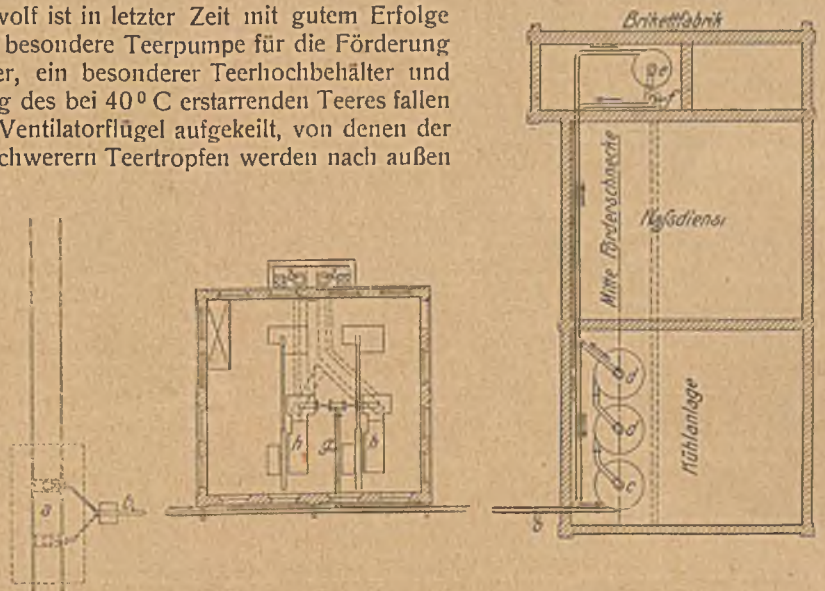 wolf ist in letzter Zeit mit gutem Erfolge
besondere Teerpumpe für die Förderung
er, ein besonderer Teerhochbehälter und
g des bei 40⁰ C erstarrenden Teeres fallen
Ventilatorflügel aufgekeilt, von denen der
chwerern Teertropfen werden nach außen
Brikettfabrik
e
f
Mitte Förderschnecke
Naßdienst
d
d
c
Kühlanlage
h
g
h
a
b